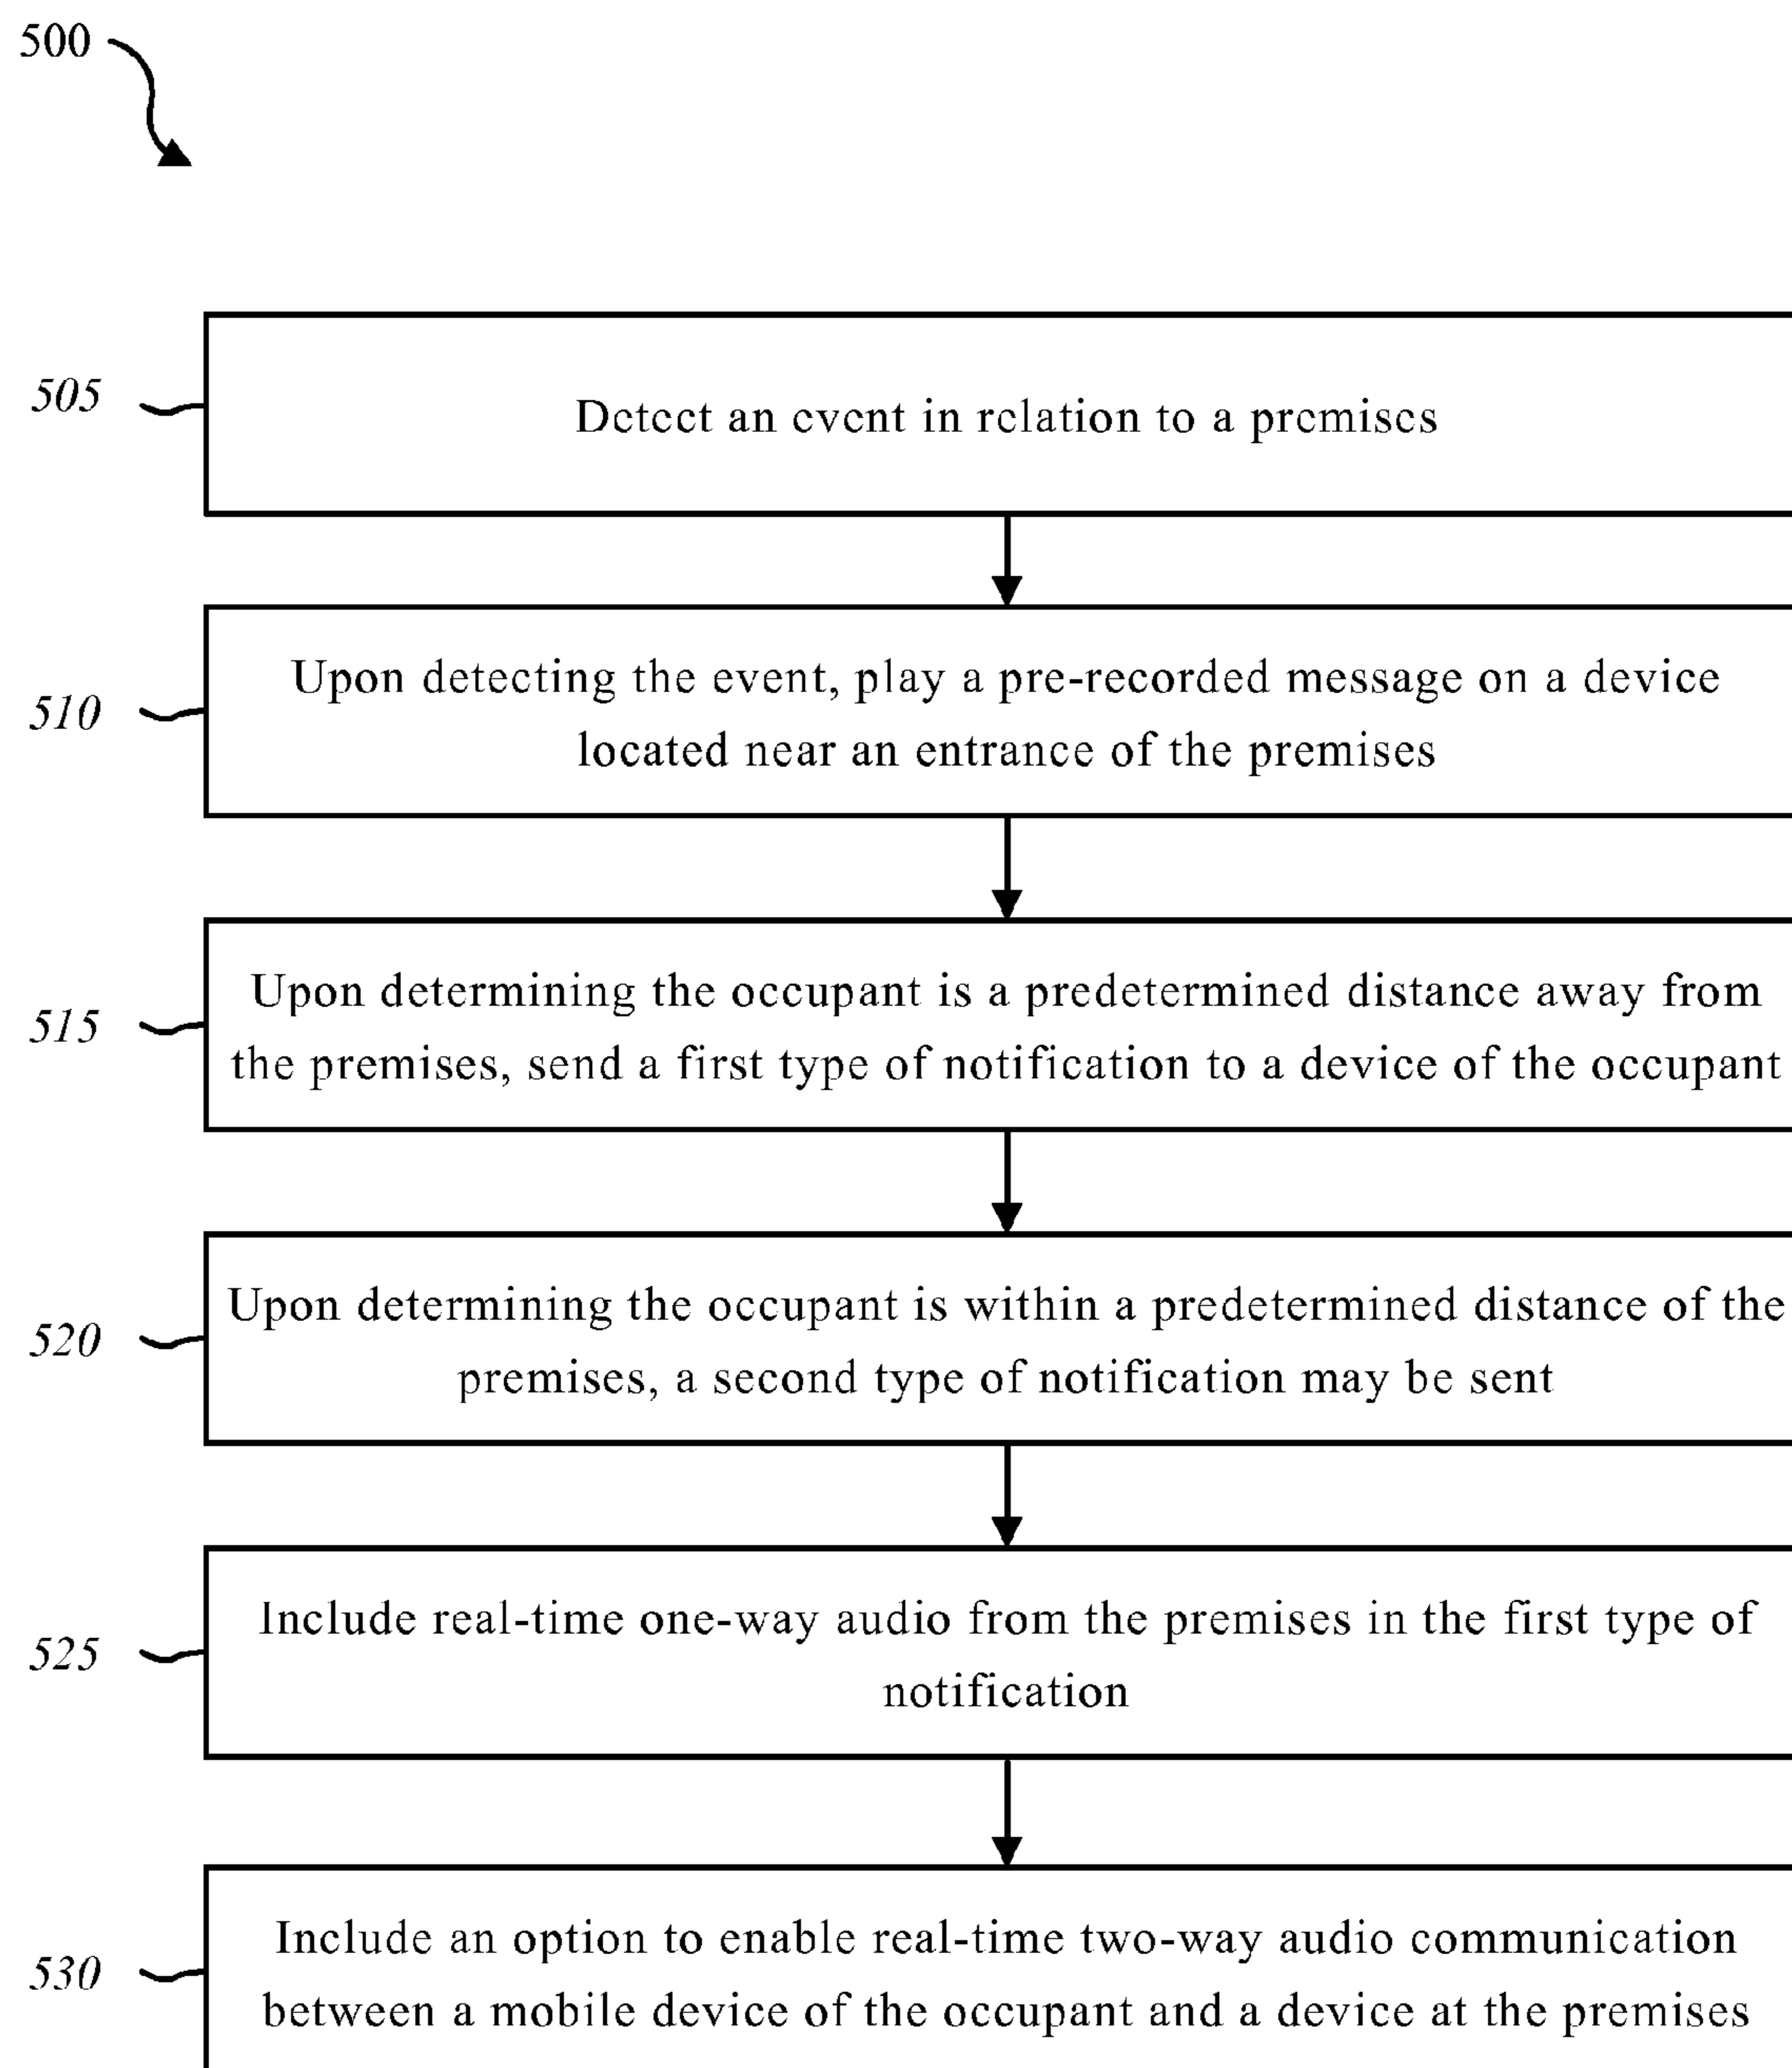 500
505
Detect an event in relation to a premises
510
Upon detecting the event, play a pre-recorded message on a device
located near an entrance of the premises
515
Upon determining the occupant is a predetermined distance away from
the premises, send a first type of notification to a device of the occupant
520
Upon determining the occupant is within a predetermined distance of the
premises, a second type of notification may be sent
525
Include real-time one-way audio from the premises in the first type of
notification
530
Include an option to enable real-time two-way audio communication
between a mobile device of the occupant and a device at the premises